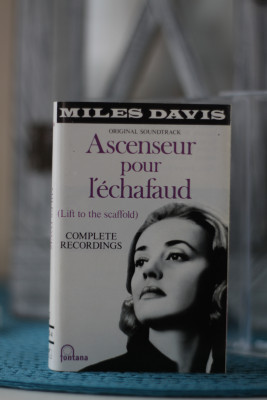 MILES DAVIS
ORIGINAL SOUNDTRACK
Ascenseur
pour
l'échafaud
(Lift to the scaffold)
COMPLETE
RECORDINGS
fontana